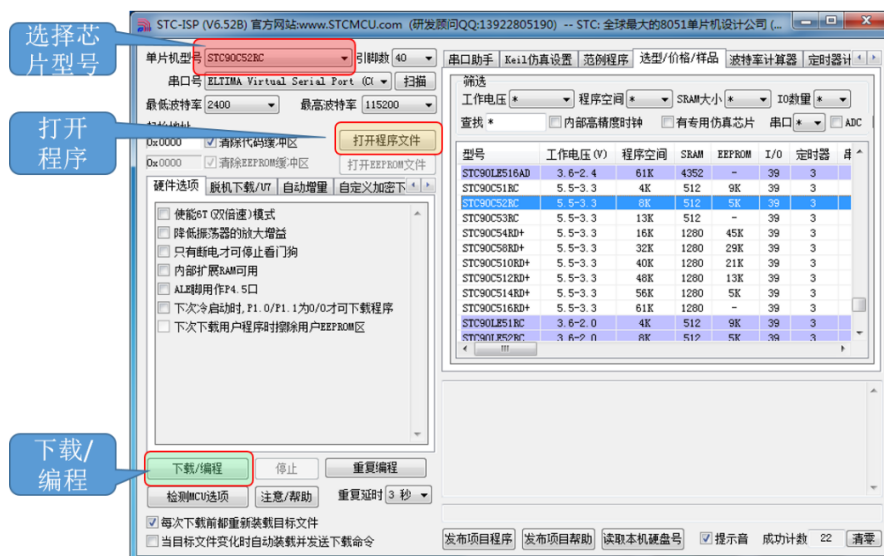 STC-ISP (V6.52B) 官方网站:www.STCMCU.com (研发顾问QQ:13922805190) -- STC: 全球最大的8051单片机设计公司 (...
选择芯
片型号
单片机型号 STC90C52RC 引脚数 40
串口号 ELTIMA Virtual Serial Port (C( 扫描
最低波特率 2400 最高波特率 115200
打开
程序
0x0000 清除代码缓冲区 打开程序文件
0x0000 清除EEPROM缓冲区 打开EEPROM文件
硬件选项 脱机下载/U7 自动增量 自定义加密下
使能6T (双倍速)模式
降低振荡器的放大增益
只有断电才可停止看门狗
内部扩展RAM可用
ALE脚用作P4.5口
下次冷启动时,P1.0/P1.1为0/0才可下载程序
下次下载用户程序时擦除用户EEPROM区
下载/
编程
下载/编程 停止 重复编程
检测MCU选项 注意/帮助 重复延时 3 秒
每次下载前都重新装载目标文件
当目标文件变化时自动装载并发送下载命令
串口助手 Keil仿真设置 范例程序 选型/价格/样品 波特率计算器 定时器计
筛选
工作电压 * 程序空间 * SRAM大小 * IO数量 *
查找 * 内部高精度时钟 有专用仿真芯片 串口 * ADC
型号 工作电压(V) 程序空间 SRAM EEPROM I/O 定时器 串
STC90LE516AD 3.6-2.4 61K 4352 - 39 3
STC90C51RC 5.5-3.3 4K 512 9K 39 3
STC90C52RC 5.5-3.3 8K 512 5K 39 3
STC90C53RC 5.5-3.3 13K 512 - 39 3
STC90C54RD+ 5.5-3.3 16K 1280 45K 39 3
STC90C58RD+ 5.5-3.3 32K 1280 29K 39 3
STC90C510RD+ 5.5-3.3 40K 1280 21K 39 3
STC90C512RD+ 5.5-3.3 48K 1280 13K 39 3
STC90C514RD+ 5.5-3.3 56K 1280 5K 39 3
STC90C516RD+ 5.5-3.3 61K 1280 - 39 3
STC90LE51RC 3.6-2.0 4K 512 9K 39 3
STC90LE52RC 3.6-2.0 8K 512 5K 39 3
发布项目程序 发布项目帮助 读取本机硬盘号 提示音 成功计数 22 清零